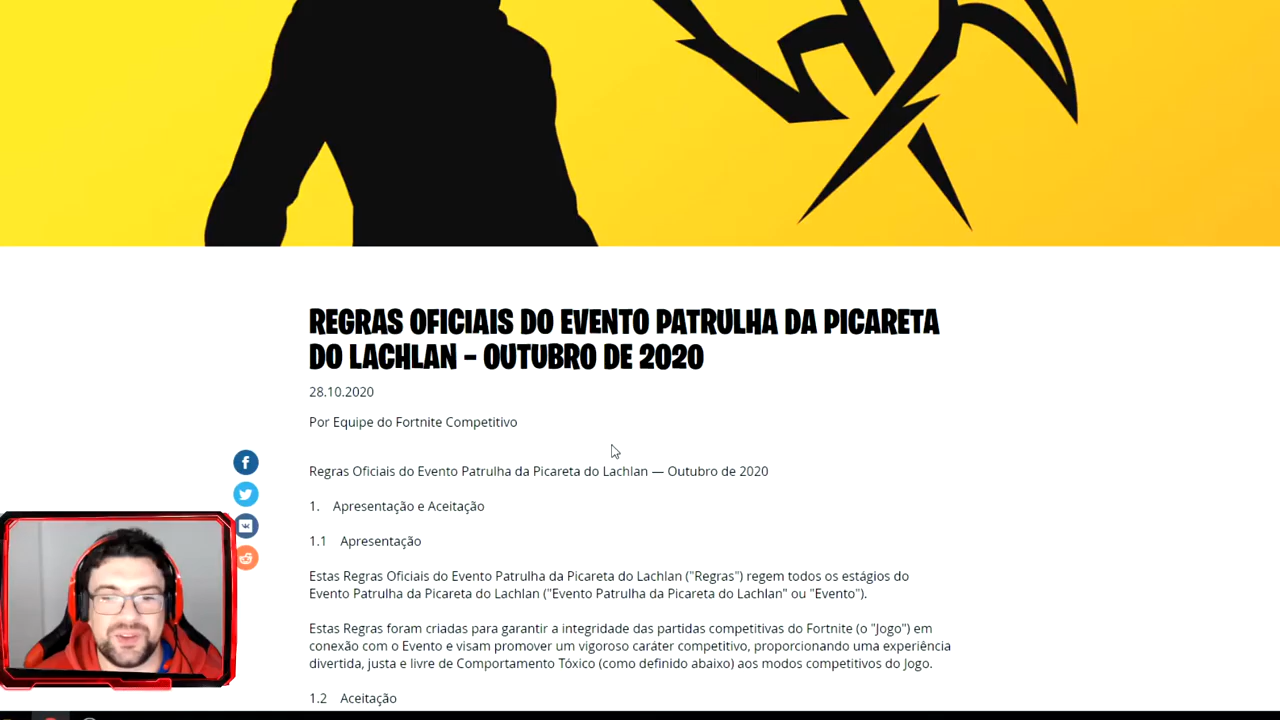 REGRAS OFICIAIS DO EVENTO PATRULHA DA PICARETA
DO LACHLAN – OUTUBRO DE 2020
28.10.2020
Por Equipe do Fortnite Competitivo
Regras Oficiais do Evento Patrulha da Picareta do Lachlan — Outubro de 2020
1. Apresentação e Aceitação
1.1 Apresentação
Estas Regras Oficiais do Evento Patrulha da Picareta do Lachlan ("Regras") regem todos os estágios do
Evento Patrulha da Picareta do Lachlan ("Evento Patrulha da Picareta do Lachlan" ou "Evento").
Estas Regras foram criadas para garantir a integridade das partidas competitivas do Fortnite (o "Jogo") em
conexão com o Evento e visam promover um vigoroso caráter competitivo, proporcionando uma experiência
divertida, justa e livre de Comportamento Tóxico (como definido abaixo) aos modos competitivos do Jogo.
1.2 Aceitação